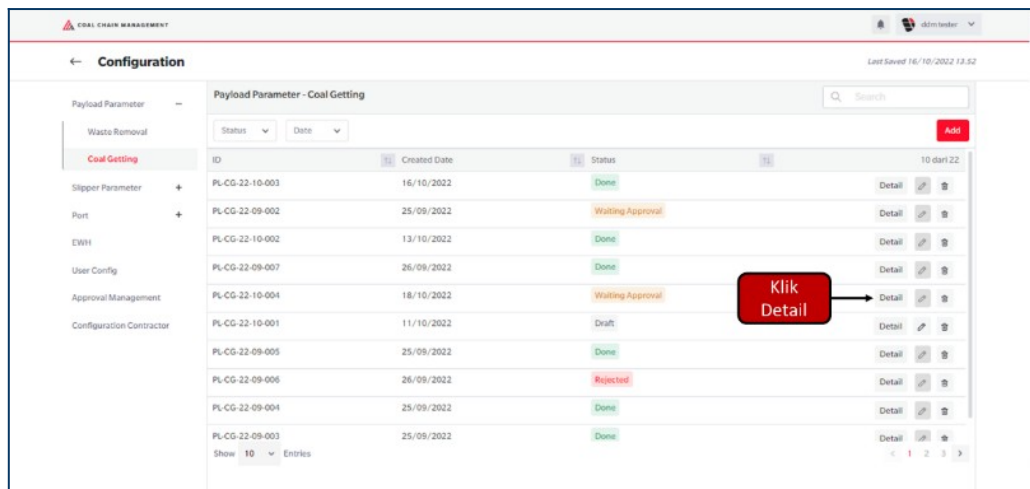 COAL CHAIN MANAGEMENT
ddm tester
← Configuration
Last Saved 16/10/2022 13.52
Payload Parameter −
Waste Removal
Coal Getting
Slipper Parameter +
Port +
EWH
User Config
Approval Management
Configuration Contractor
Payload Parameter - Coal Getting
Search
Status Date
Add
ID Created Date Status 10 dari 22
PL-CG-22-10-003 16/10/2022 Done Detail
PL-CG-22-09-002 25/09/2022 Waiting Approval Detail
PL-CG-22-10-002 13/10/2022 Done Detail
PL-CG-22-09-007 26/09/2022 Done Detail
PL-CG-22-10-004 18/10/2022 Waiting Approval Detail
Klik
Detail
PL-CG-22-10-001 11/10/2022 Draft Detail
PL-CG-22-09-005 25/09/2022 Done Detail
PL-CG-22-09-006 26/09/2022 Rejected Detail
PL-CG-22-09-004 25/09/2022 Done Detail
PL-CG-22-09-003 25/09/2022 Done Detail
Show 10 Entries
< 1 2 3 >